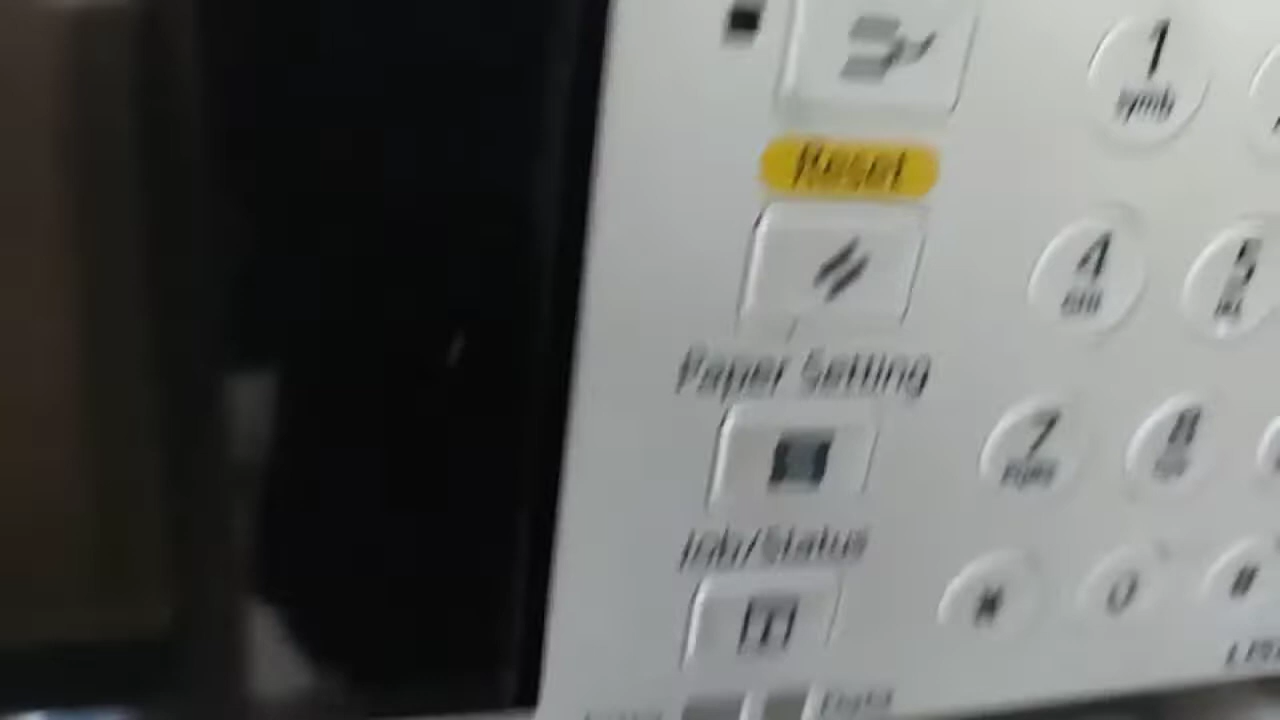 1
symb
Reset
4
GHI
5
JKL
Paper Setting
7
PQRS
8
TUV
Job/Status
* 0 #